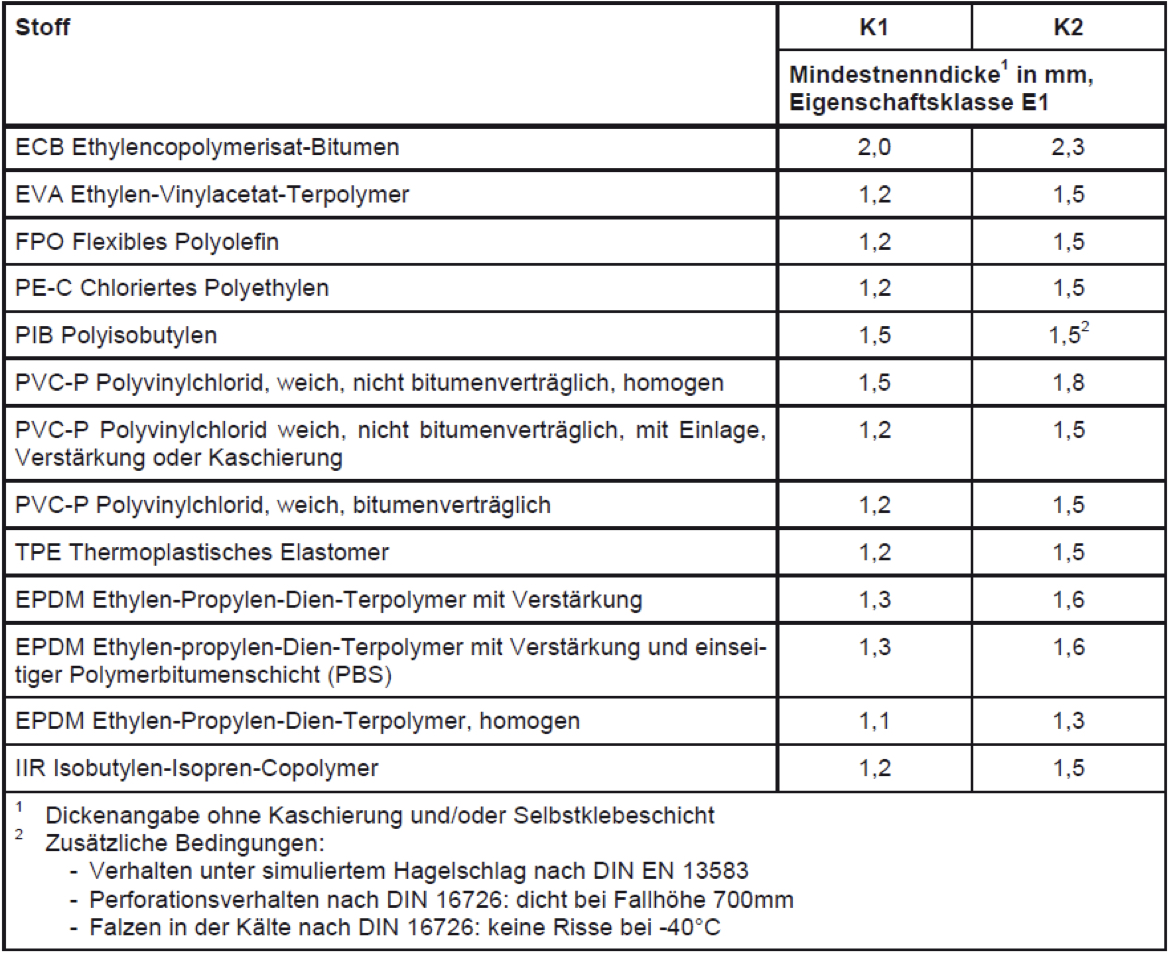 Stoff K1 K2
Mindestnenndicke¹ in mm,
Eigenschaftsklasse E1
ECB Ethylencopolymerisat-Bitumen 2,0 2,3
EVA Ethylen-Vinylacetat-Terpolymer 1,2 1,5
FPO Flexibles Polyolefin 1,2 1,5
PE-C Chloriertes Polyethylen 1,2 1,5
PIB Polyisobutylen 1,5 1,5²
PVC-P Polyvinylchlorid, weich, nicht bitumenverträglich, homogen 1,5 1,8
PVC-P Polyvinylchlorid weich, nicht bitumenverträglich, mit Einlage, 1,2 1,5
Verstärkung oder Kaschierung
PVC-P Polyvinylchlorid, weich, bitumenverträglich 1,2 1,5
TPE Thermoplastisches Elastomer 1,2 1,5
EPDM Ethylen-Propylen-Dien-Terpolymer mit Verstärkung 1,3 1,6
EPDM Ethylen-propylen-Dien-Terpolymer mit Verstärkung und einsei- 1,3 1,6
tiger Polymerbitumenschicht (PBS)
EPDM Ethylen-Propylen-Dien-Terpolymer, homogen 1,1 1,3
IIR Isobutylen-Isopren-Copolymer 1,2 1,5
¹ Dickenangabe ohne Kaschierung und/oder Selbstklebeschicht
² Zusätzliche Bedingungen:
- Verhalten unter simuliertem Hagelschlag nach DIN EN 13583
- Perforationsverhalten nach DIN 16726: dicht bei Fallhöhe 700mm
- Falzen in der Kälte nach DIN 16726: keine Risse bei -40°C